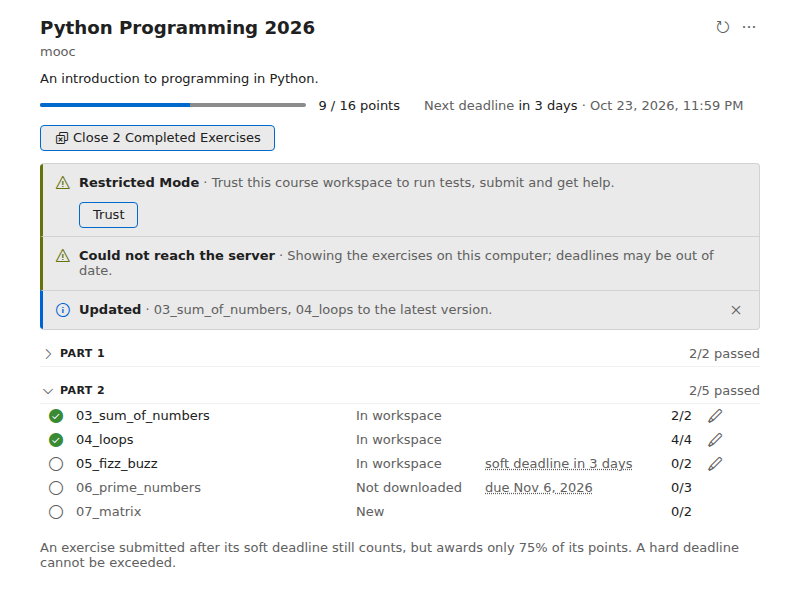 Python Programming 2026
mooc
An introduction to programming in Python.
9 / 16 points Next deadline in 3 days · Oct 23, 2026, 11:59 PM
Close 2 Completed Exercises
Restricted Mode · Trust this course workspace to run tests, submit and get help.
Trust
Could not reach the server · Showing the exercises on this computer; deadlines may be out of
date.
Updated · 03_sum_of_numbers, 04_loops to the latest version.
PART 1 2/2 passed
PART 2 2/5 passed
03_sum_of_numbers In workspace 2/2
04_loops In workspace 4/4
05_fizz_buzz In workspace soft deadline in 3 days 0/2
06_prime_numbers Not downloaded due Nov 6, 2026 0/3
07_matrix New 0/2
An exercise submitted after its soft deadline still counts, but awards only 75% of its points. A hard deadline
cannot be exceeded.